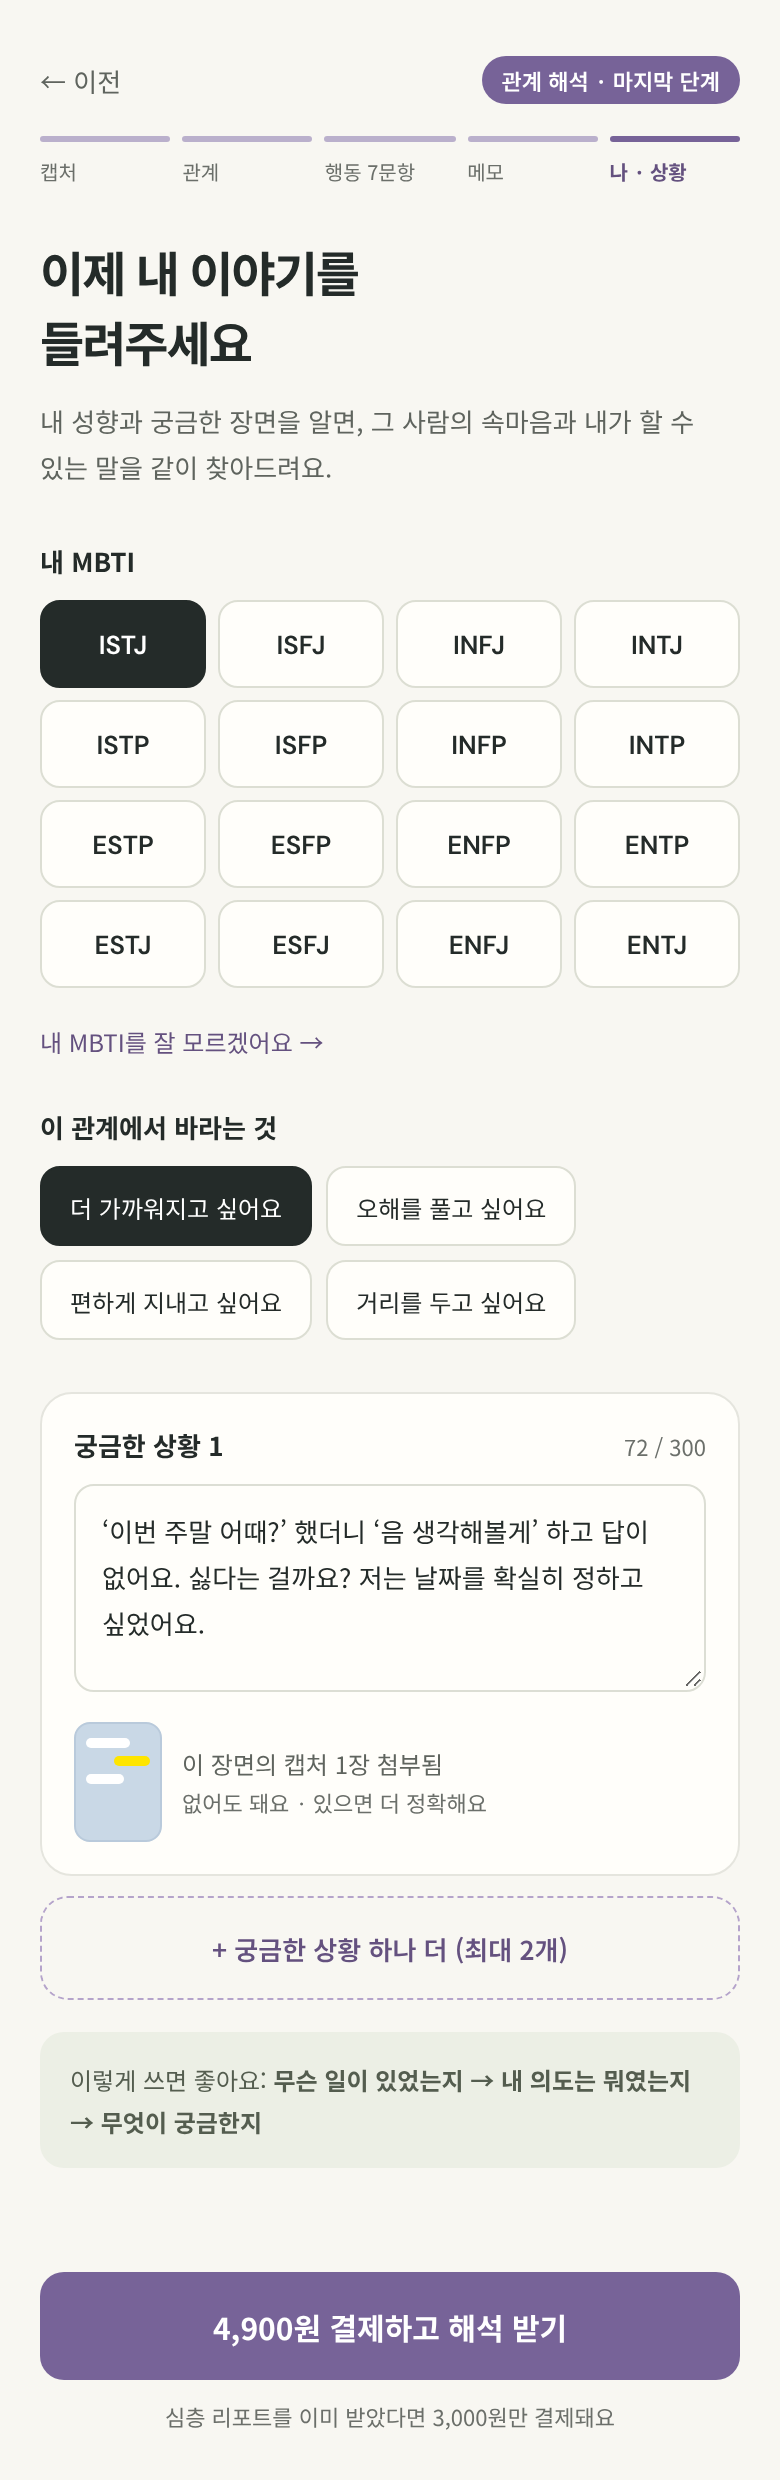 ← 이전
관계 해석 · 마지막 단계
캡처
관계
행동 7문항
메모
나 · 상황
이제 내 이야기를
들려주세요
내 성향과 궁금한 장면을 알면, 그 사람의 속마음과 내가 할 수
있는 말을 같이 찾아드려요.
내 MBTI
ISTJ
ISFJ
INFJ
INTJ
ISTP
ISFP
INFP
INTP
ESTP
ESFP
ENFP
ENTP
ESTJ
ESFJ
ENFJ
ENTJ
내 MBTI를 잘 모르겠어요 →
이 관계에서 바라는 것
더 가까워지고 싶어요
오해를 풀고 싶어요
편하게 지내고 싶어요
거리를 두고 싶어요
궁금한 상황 1
72 / 300
‘이번 주말 어때?’ 했더니 ‘음 생각해볼게’ 하고 답이
없어요. 싫다는 걸까요? 저는 날짜를 확실히 정하고
싶었어요.
이 장면의 캡처 1장 첨부됨
없어도 돼요 · 있으면 더 정확해요
+ 궁금한 상황 하나 더 (최대 2개)
이렇게 쓰면 좋아요: 무슨 일이 있었는지 → 내 의도는 뭐였는지
→ 무엇이 궁금한지
4,900원 결제하고 해석 받기
심층 리포트를 이미 받았다면 3,000원만 결제돼요